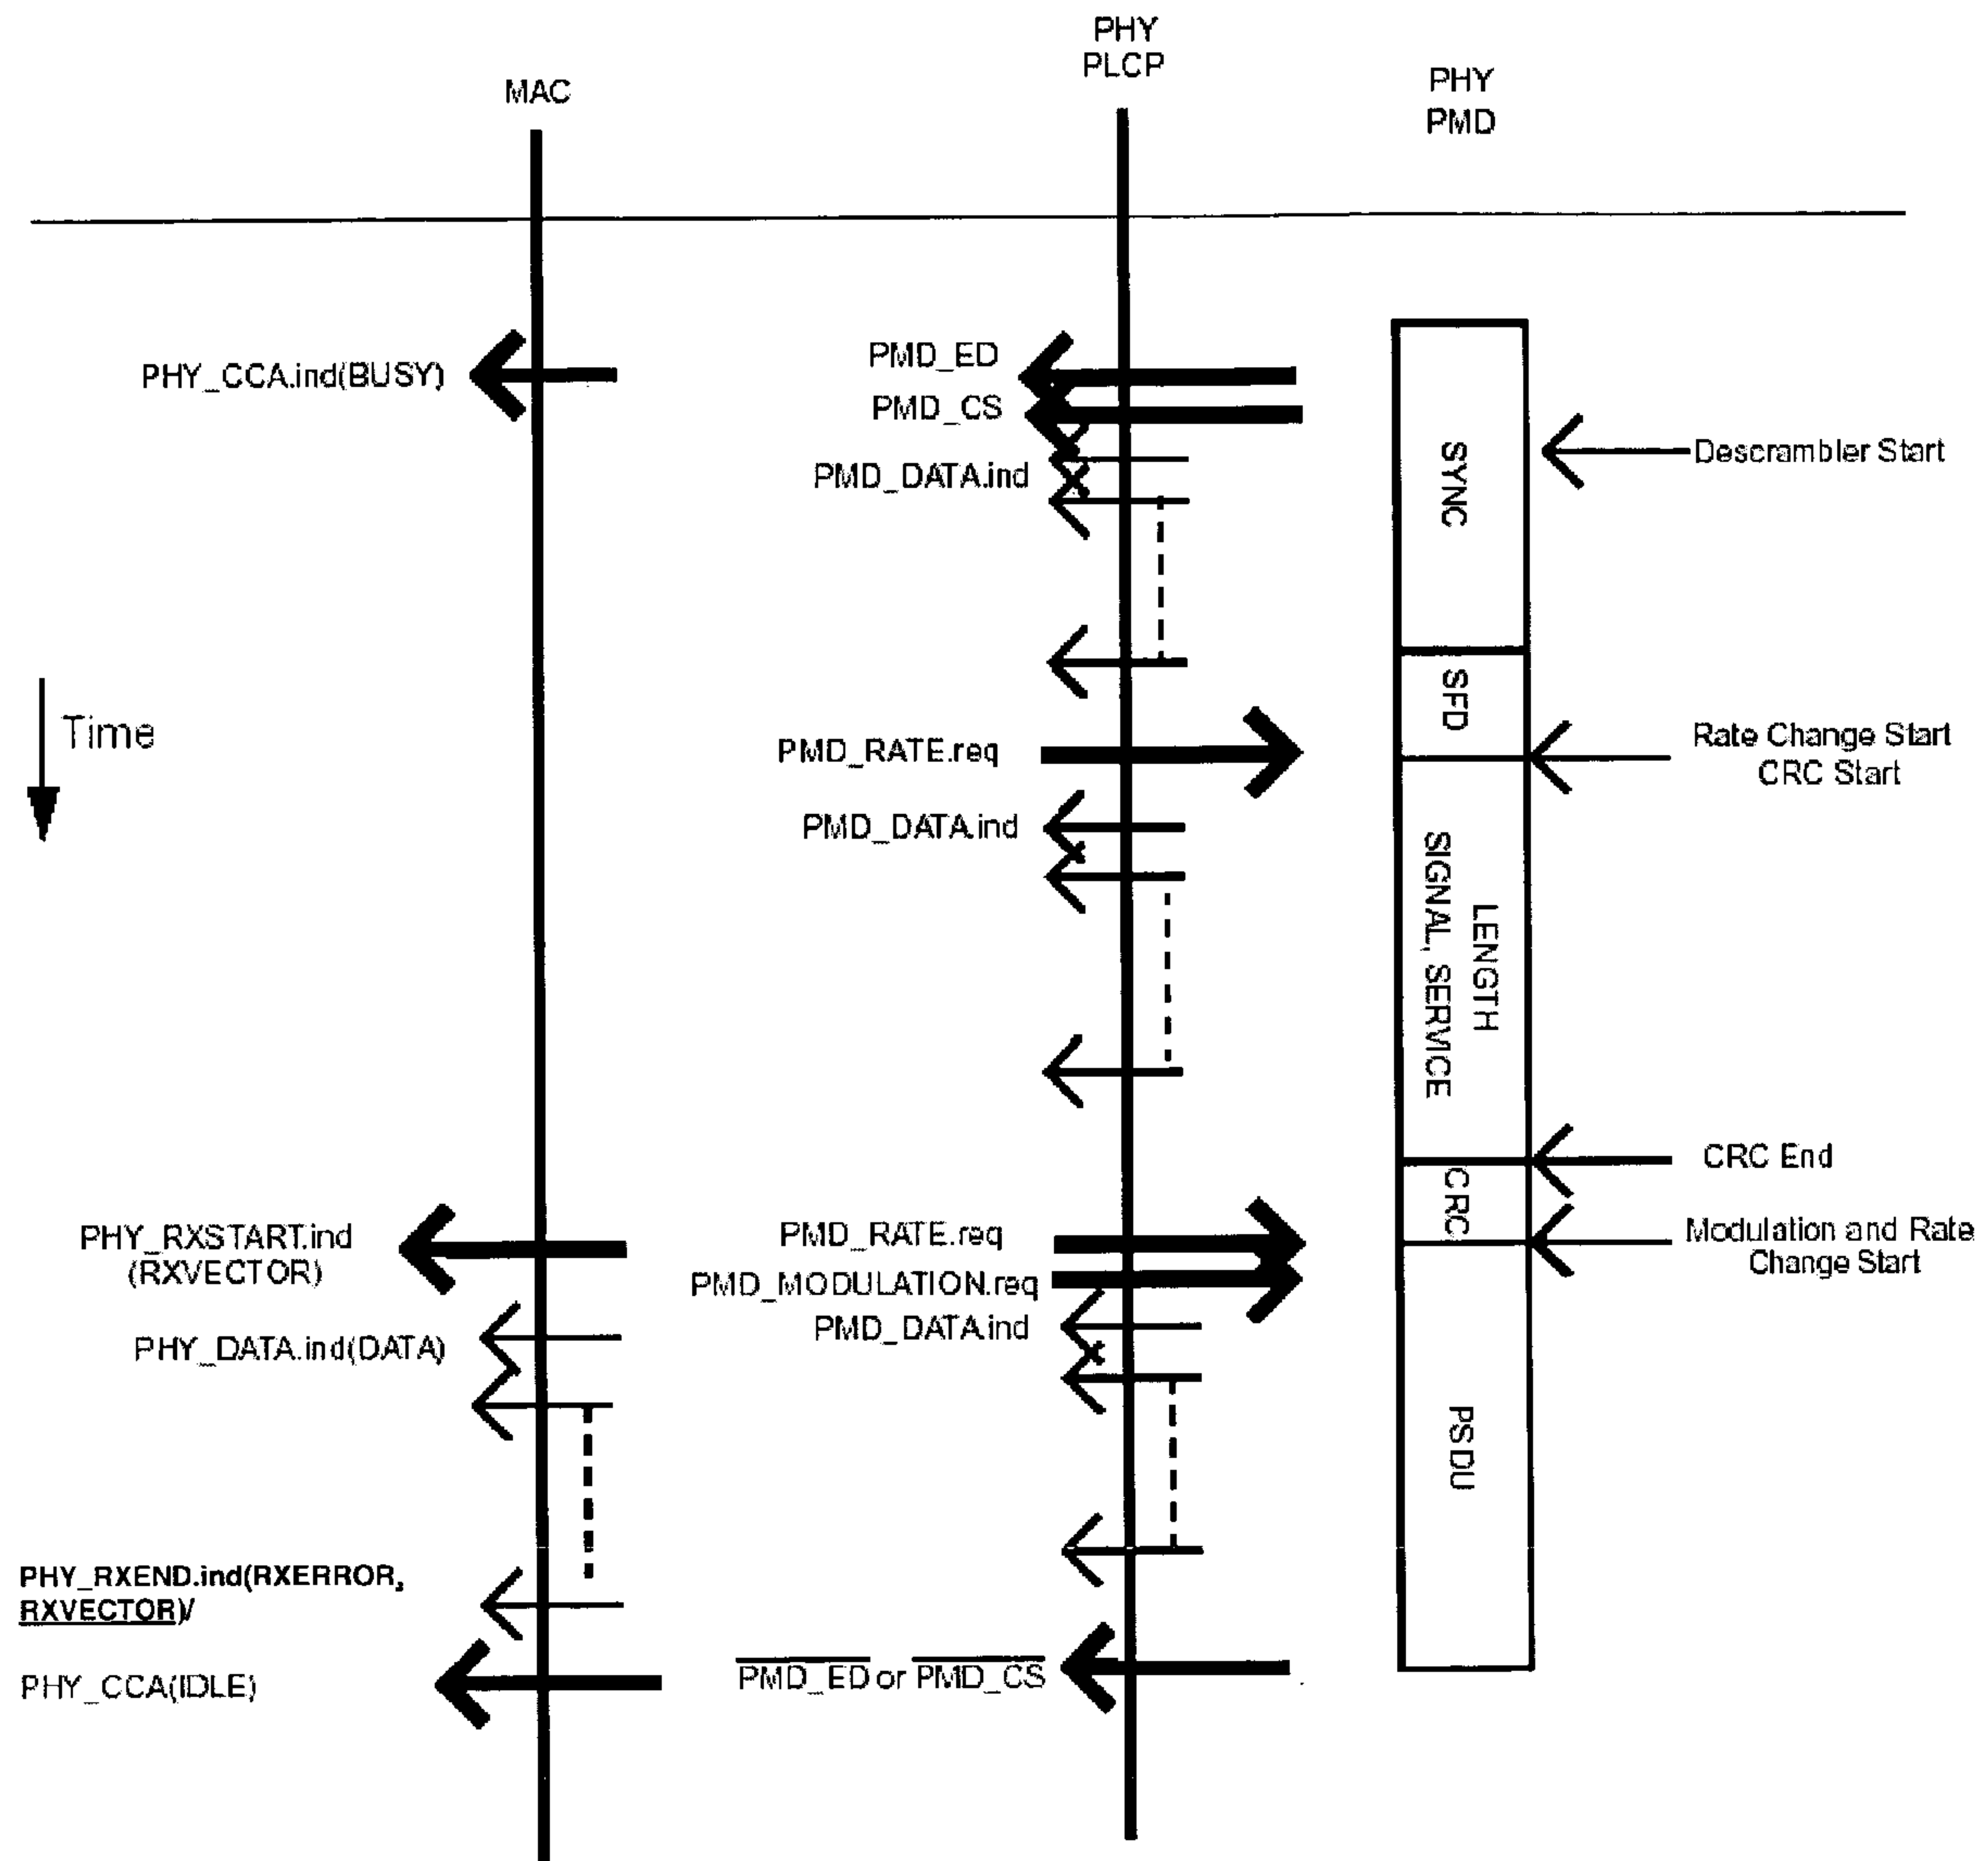 MAC
PHY
PLCP
PHY
PMD
PHY_CCA.ind(BUSY)
PMD_ED
PMD_CS
PMD_DATA.ind
SYNC
Descrambler Start
Time
SFD
PMD_RATE.req
Rate Change Start
CRC Start
PMD_DATA.ind
LENGTH
SIGNAL, SERVICE
CRC End
CRC
PHY_RXSTART.ind
(RXVECTOR)
PMD_RATE.req
PMD_MODULATION.req
PMD_DATA.ind
Modulation and Rate
Change Start
PHY_DATA.ind(DATA)
PSDU
PHY_RXEND.ind(RXERROR,
RXVECTOR)/
PHY_CCA(IDLE)
PMD_ED or PMD_CS